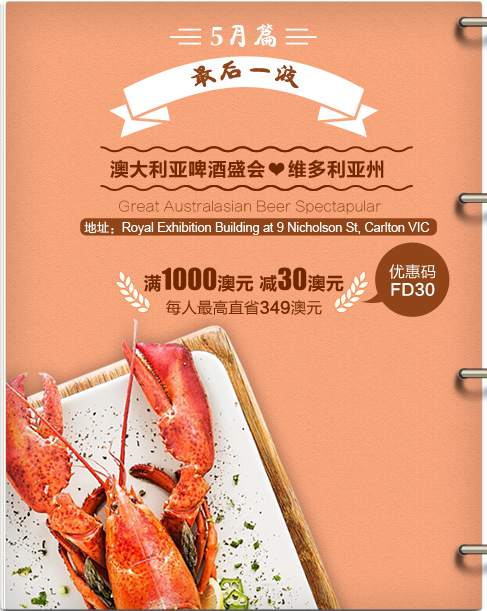 5月篇
最后一波
澳大利亚啤酒盛会❤维多利亚州
Great Australasian Beer Spectapular
地址：Royal Exhibition Building at 9 Nicholson St, Carlton VIC
满1000澳元 减30澳元
每人最高直省349澳元
优惠码
FD30